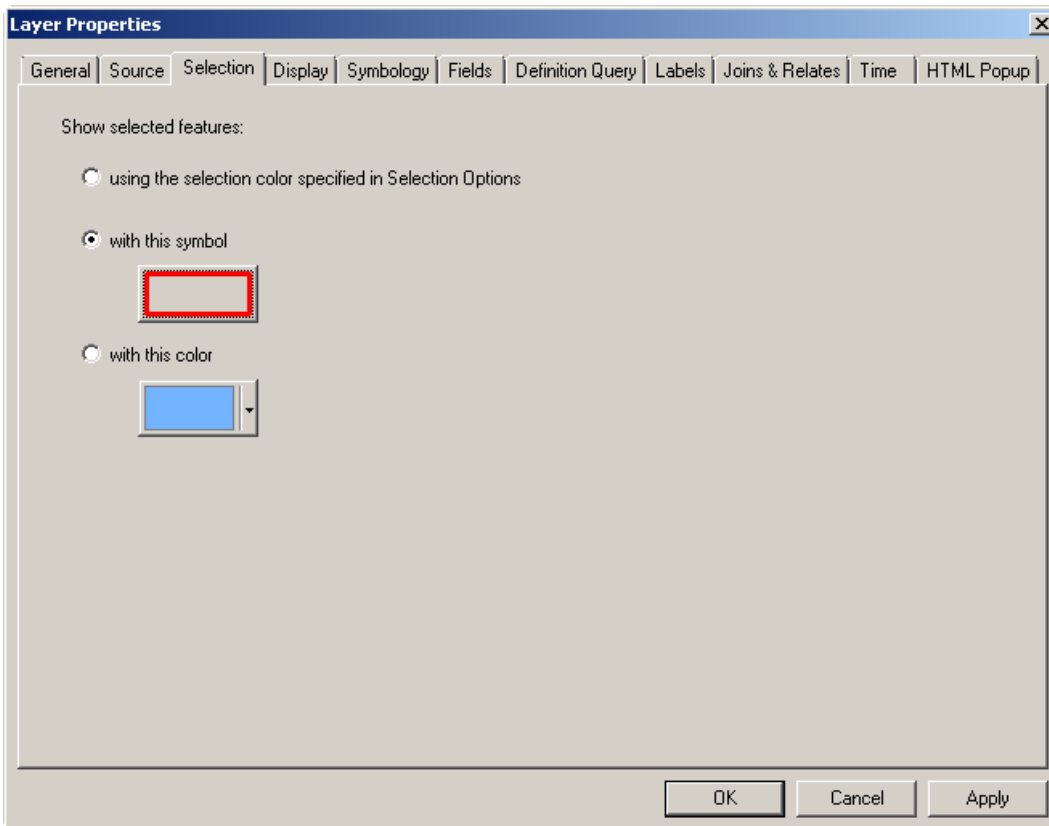 Layer Properties
General Source Selection Display Symbology Fields Definition Query Labels Joins & Relates Time HTML Popup
Show selected features:
using the selection color specified in Selection Options
with this symbol
with this color
OK Cancel Apply